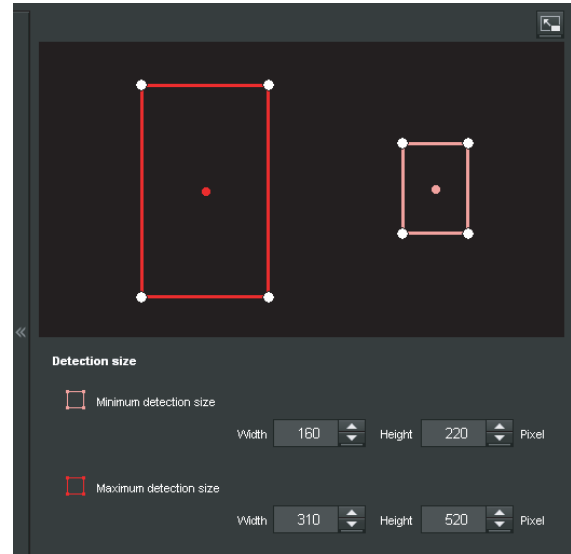 Detection size
Minimum detection size
Width 160 Height 220 Pixel
Maximum detection size
Width 310 Height 520 Pixel